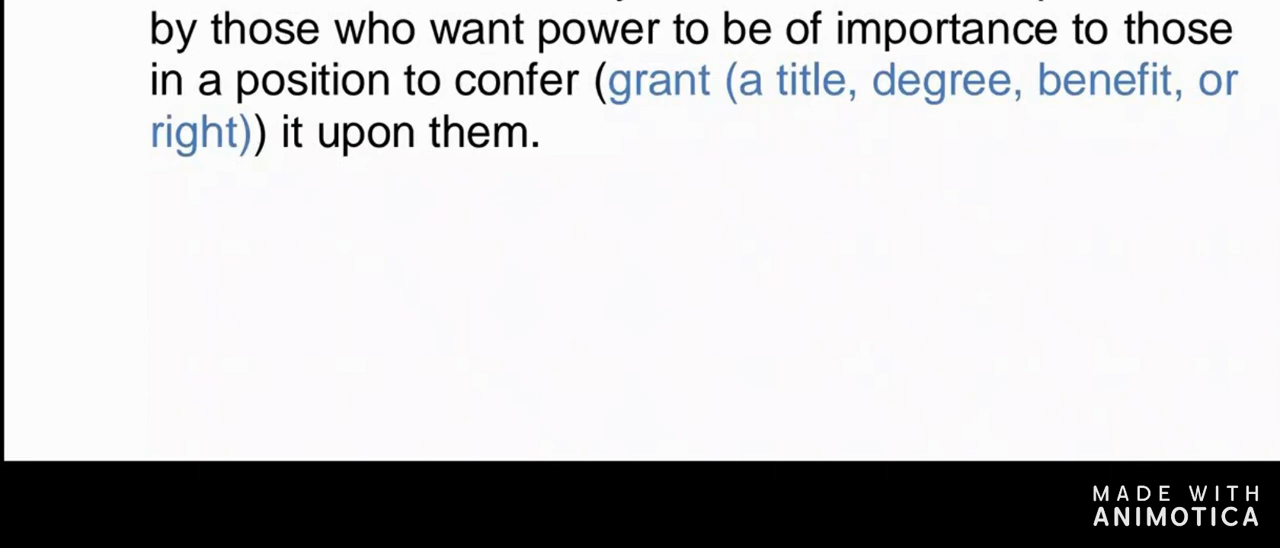 by those who want power to be of importance to those
in a position to confer (grant (a title, degree, benefit, or
right)) it upon them.
MADE WITH
ANIMOTICA